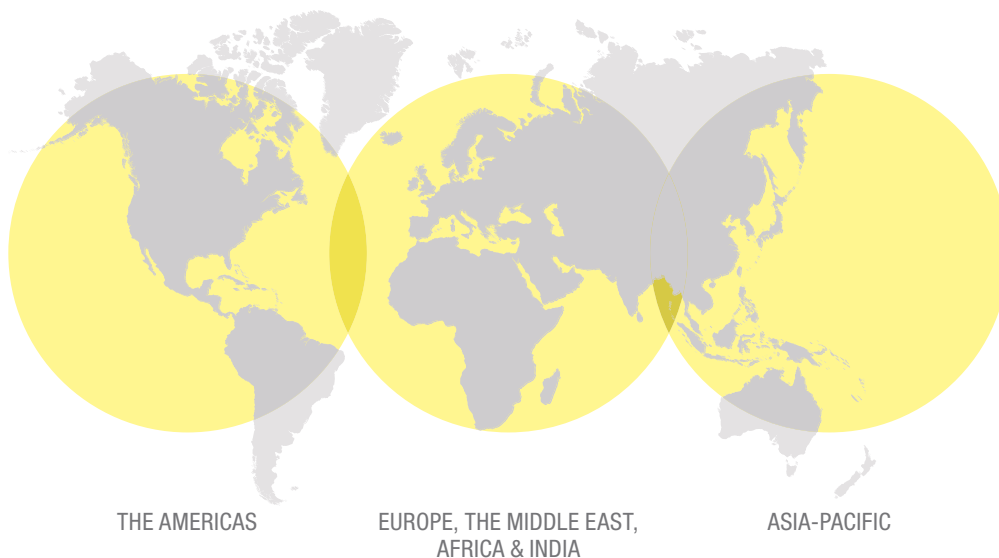 THE AMERICAS
EUROPE, THE MIDDLE EAST,
AFRICA & INDIA
ASIA-PACIFIC